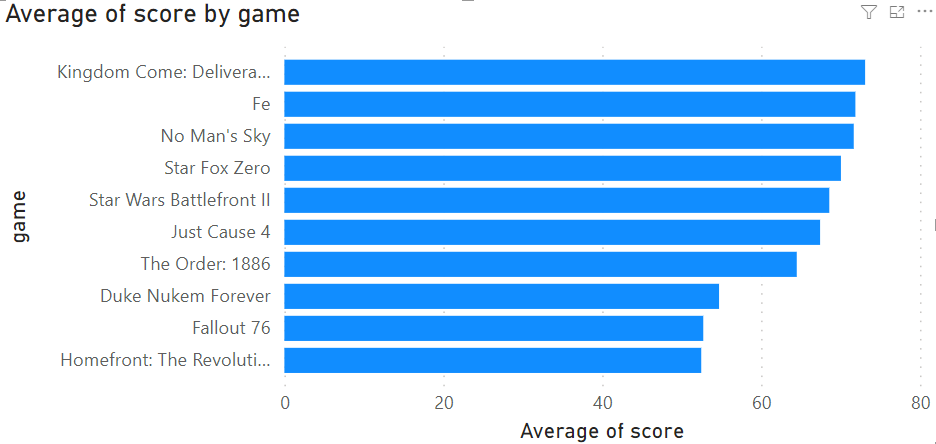 Average of score by game
Kingdom Come: Delivera...
Fe
No Man's Sky
Star Fox Zero
Star Wars Battlefront II
Just Cause 4
The Order: 1886
Duke Nukem Forever
Fallout 76
Homefront: The Revoluti...
game
0 20 40 60 80
Average of score